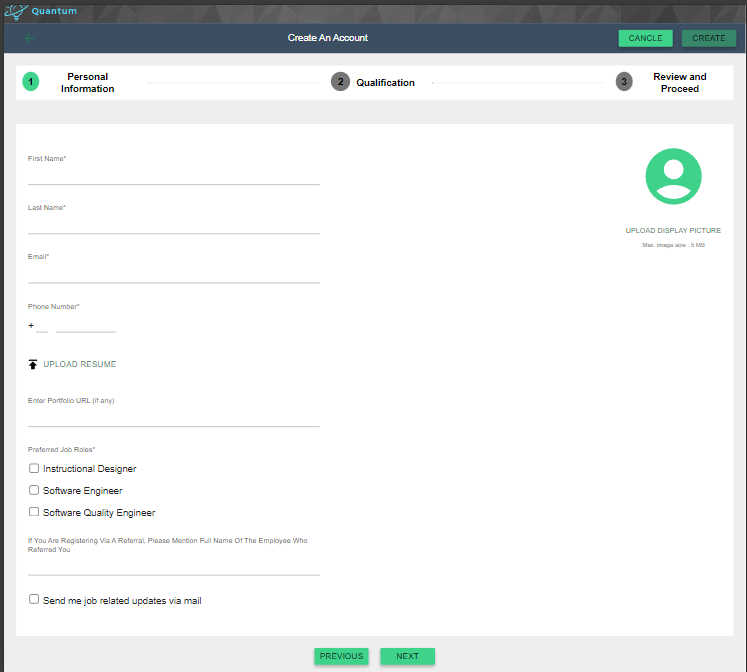 Quantum
Create An Account
CANCLE
CREATE
1
Personal
Information
2
Qualification
3
Review and
Proceed
First Name*
Last Name*
Email*
Phone Number*
+
UPLOAD RESUME
Enter Portfolio URL (if any)
Preferred Job Roles*
Instructional Designer
Software Engineer
Software Quality Engineer
If You Are Registering Via A Referral, Please Mention Full Name Of The Employee Who
Referred You
Send me job related updates via mail
UPLOAD DISPLAY PICTURE
Max. image size : 5 MB
PREVIOUS
NEXT